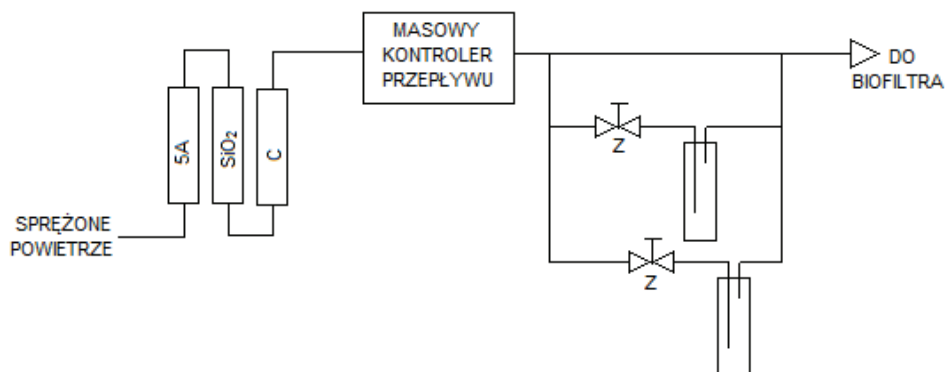 MASOWY
KONTROLER
PRZEPŁYWU
DO
BIOFILTRA
5A
SiO₂
C
Z
SPRĘŻONE
POWIETRZE
Z